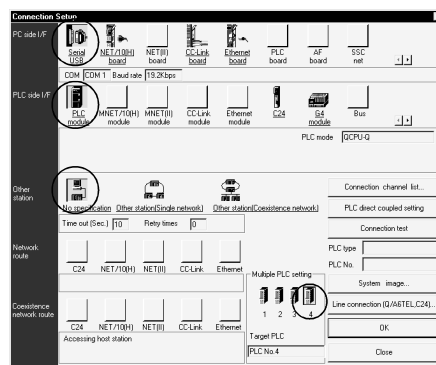 Connection Setup
PC side I/F
Serial USB
NET/10(H) board
NET(II) board
CC-Link board
Ethernet board
PLC board
AF board
SSC net
COM COM 1 Baud rate 19.2Kbps
PLC side I/F
PLC module
MNET/10(H) module
MNET(II) module
CC-Link module
Ethernet module
C24
G4 module
Bus
PLC mode QCPU-Q
Other station
No specification
Other station(Single network)
Other station(Coexistence network)
Time out (Sec.) 10 Retry times 0
Network route
C24 NET/10(H) NET(II) CC-Link Ethernet
Coexistence network route
C24 NET/10(H) NET(II) CC-Link Ethernet
Accessing host station
Multiple PLC setting
1 2 3 4
Target PLC
PLC No.4
Connection channel list...
PLC direct coupled setting
Connection test
PLC type
PLC No.
System image...
Line connection (Q/A6TEL,C24)...
OK
Close